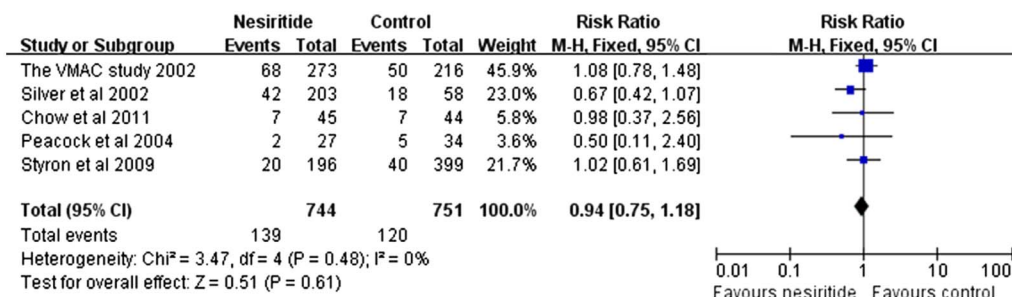 Nesiritide Control Risk Ratio Risk Ratio
Study or Subgroup Events Total Events Total Weight M-H, Fixed, 95% CI M-H, Fixed, 95% CI
The VMAC study 2002 68 273 50 216 45.9% 1.08 [0.78, 1.48]
Silver et al 2002 42 203 18 58 23.0% 0.67 [0.42, 1.07]
Chow et al 2011 7 45 7 44 5.8% 0.98 [0.37, 2.56]
Peacock et al 2004 2 27 5 34 3.6% 0.50 [0.11, 2.40]
Styron et al 2009 20 196 40 399 21.7% 1.02 [0.61, 1.69]
Total (95% CI) 744 751 100.0% 0.94 [0.75, 1.18]
Total events 139 120
Heterogeneity: Chi² = 3.47, df = 4 (P = 0.48); I² = 0%
Test for overall effect: Z = 0.51 (P = 0.61)
0.01 0.1 1 10 100
Favours nesiritide Favours control